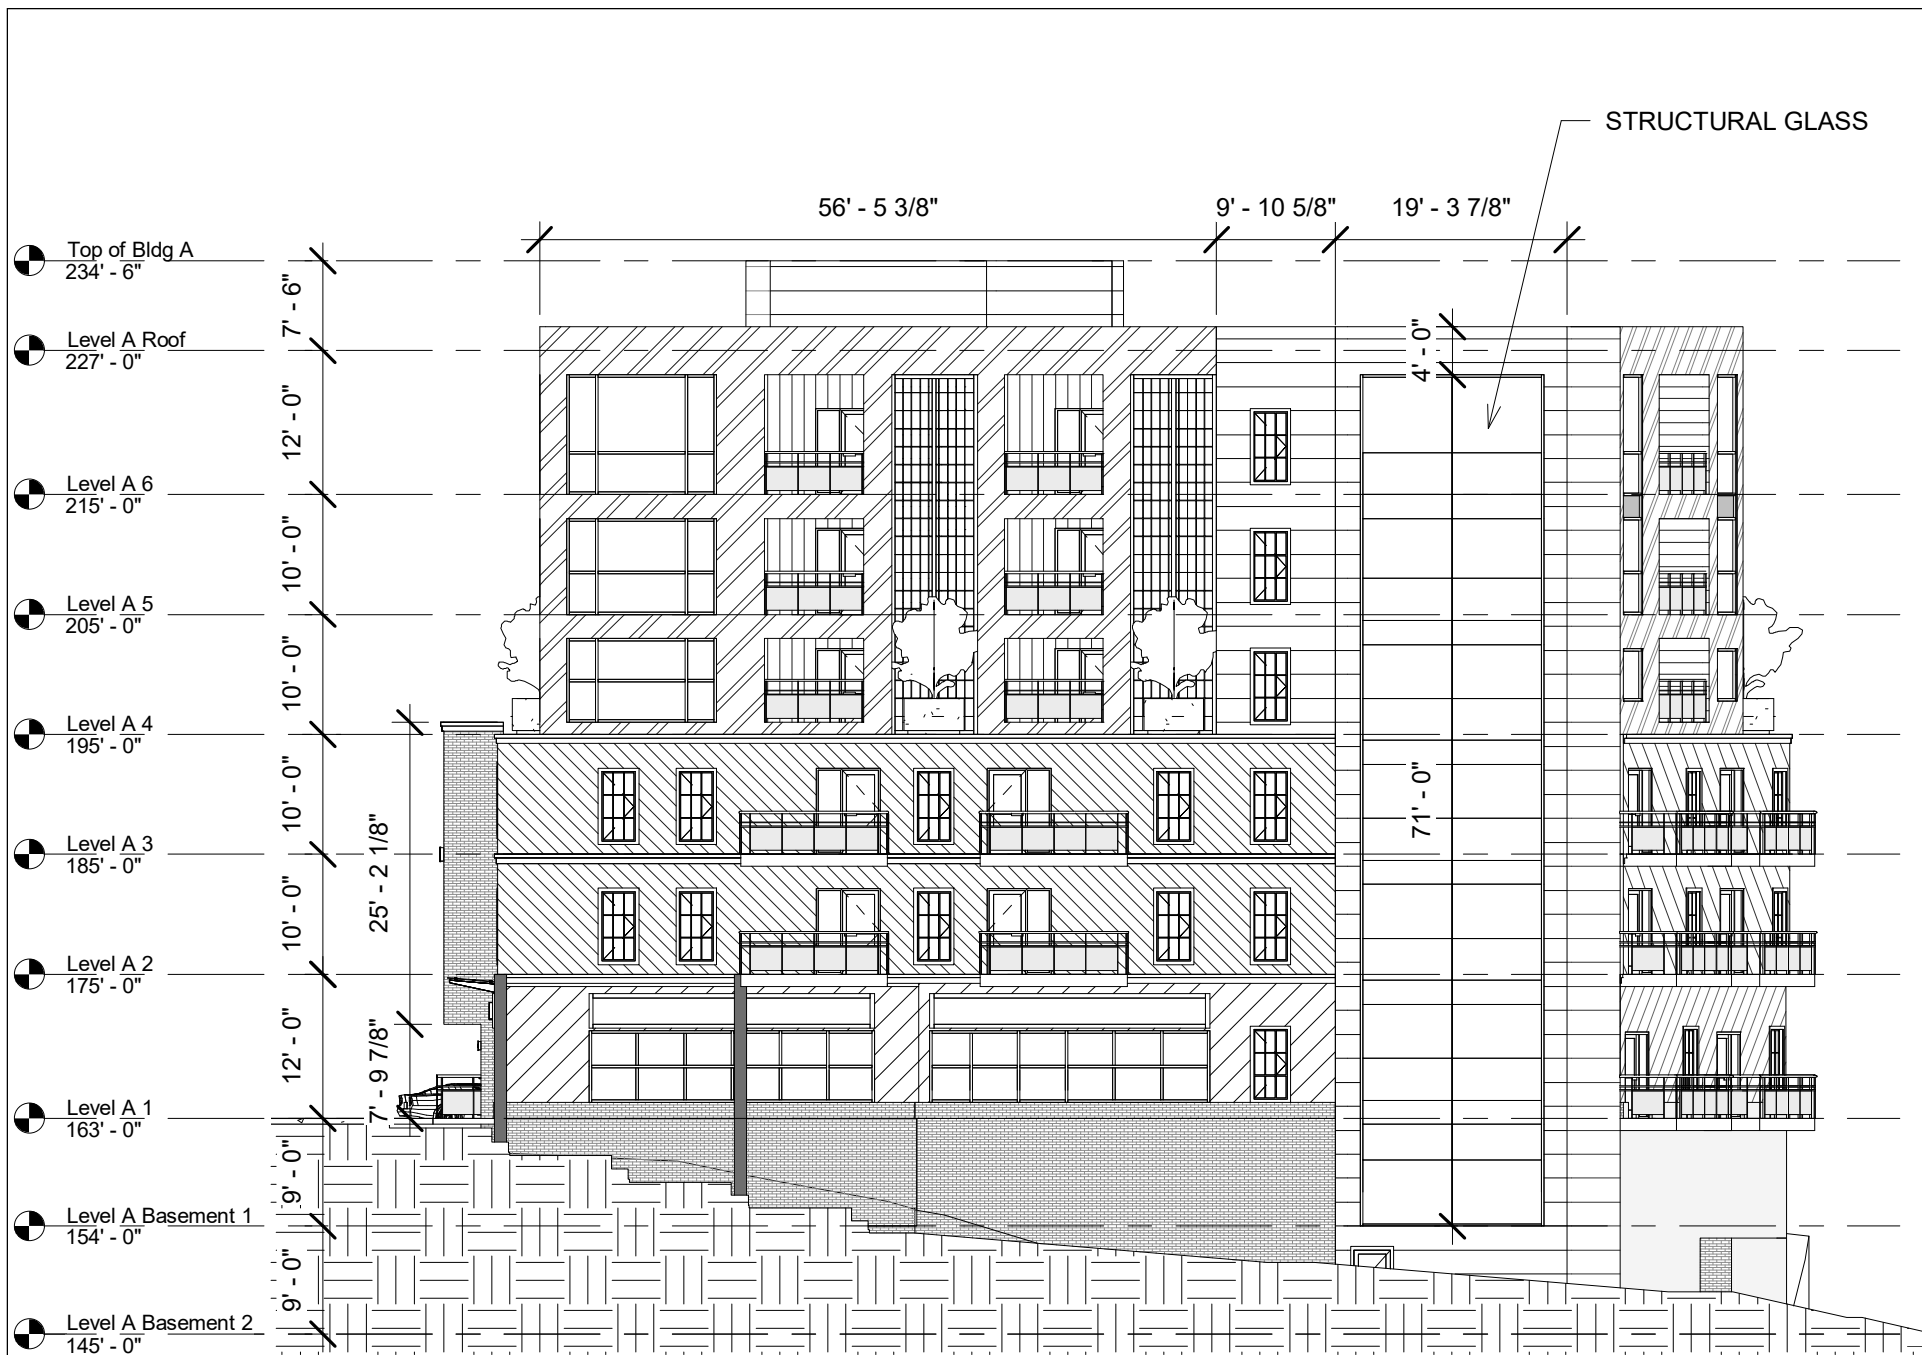 STRUCTURAL GLASS
56' - 5 3/8"
9' - 10 5/8"
19' - 3 7/8"
Top of Bldg A
234' - 6"
7' - 6"
Level A Roof
227' - 0"
4' - 0"
12' - 0"
Level A 6
215' - 0"
10' - 0"
Level A 5
205' - 0"
10' - 0"
Level A 4
195' - 0"
10' - 0"
71' - 0"
Level A 3
185' - 0"
25' - 2 1/8"
10' - 0"
Level A 2
175' - 0"
12' - 0"
7' - 9 7/8"
Level A 1
163' - 0"
9' - 0"
Level A Basement 1
154' - 0"
9' - 0"
Level A Basement 2
145' - 0"